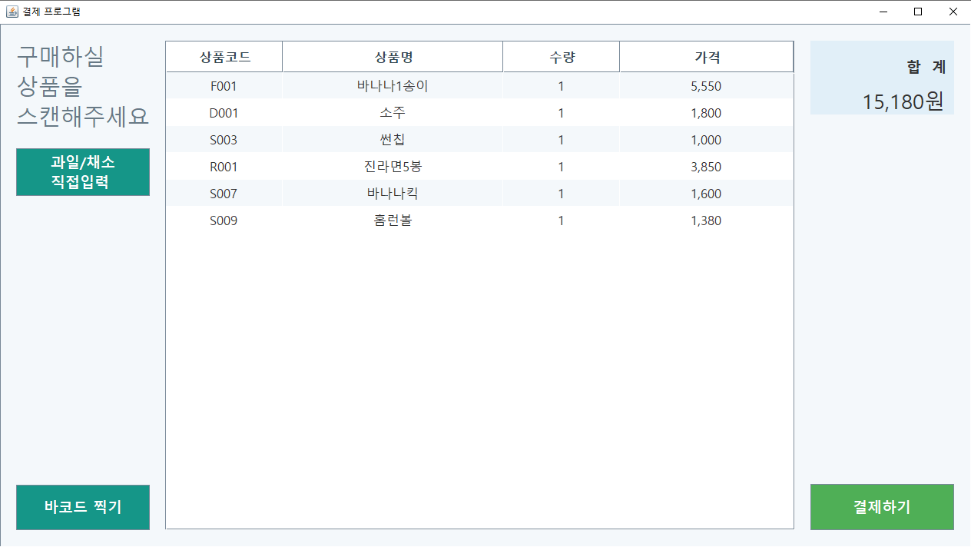 결제 프로그램
구매하실
상품을
스캔해주세요
과일/채소
직접입력
바코드 찍기
상품코드 상품명 수량 가격
F001 바나나1송이 1 5,550
D001 소주 1 1,800
S003 썬칩 1 1,000
R001 진라면5봉 1 3,850
S007 바나나킥 1 1,600
S009 홈런볼 1 1,380
합 계
15,180원
결제하기